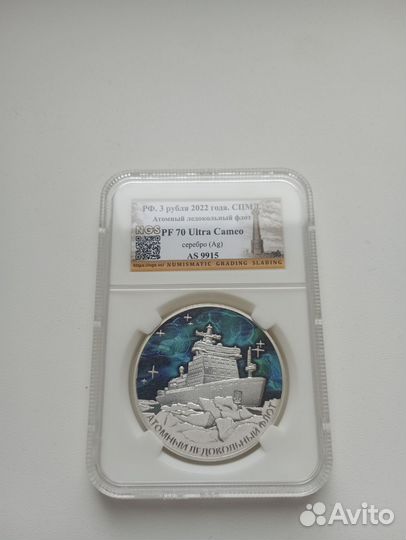 РФ. 3 рубля 2022 года. СПМД
Атомный ледокольный флот
NGS
PF 70 Ultra Cameo
серебро (Ag)
AS 9915
NUMISMATIC GRADING SLABING
АТОМНЫЙ ЛЕДОКОЛЬНЫЙ ФЛОТ
Avito